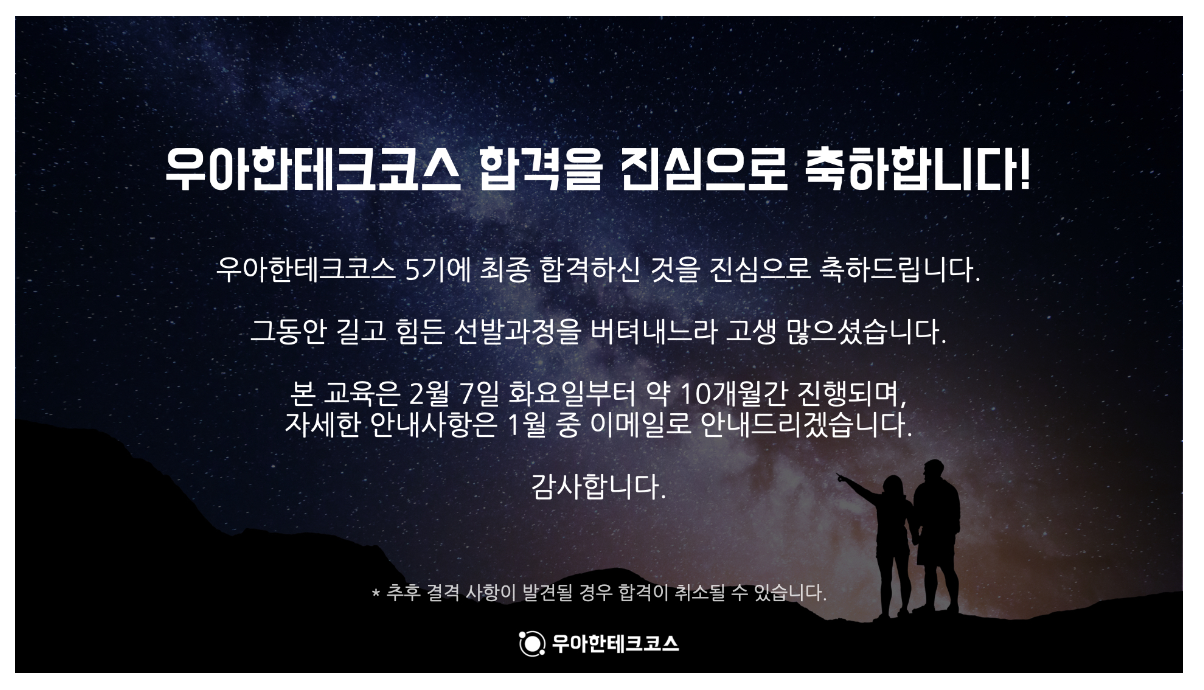 우아한테크코스 합격을 진심으로 축하합니다!
우아한테크코스 5기에 최종 합격하신 것을 진심으로 축하드립니다.
그동안 길고 힘든 선발과정을 버텨내느라 고생 많으셨습니다.
본 교육은 2월 7일 화요일부터 약 10개월간 진행되며,
자세한 안내사항은 1월 중 이메일로 안내드리겠습니다.
감사합니다.
* 추후 결격 사항이 발견될 경우 합격이 취소될 수 있습니다.
우아한테크코스